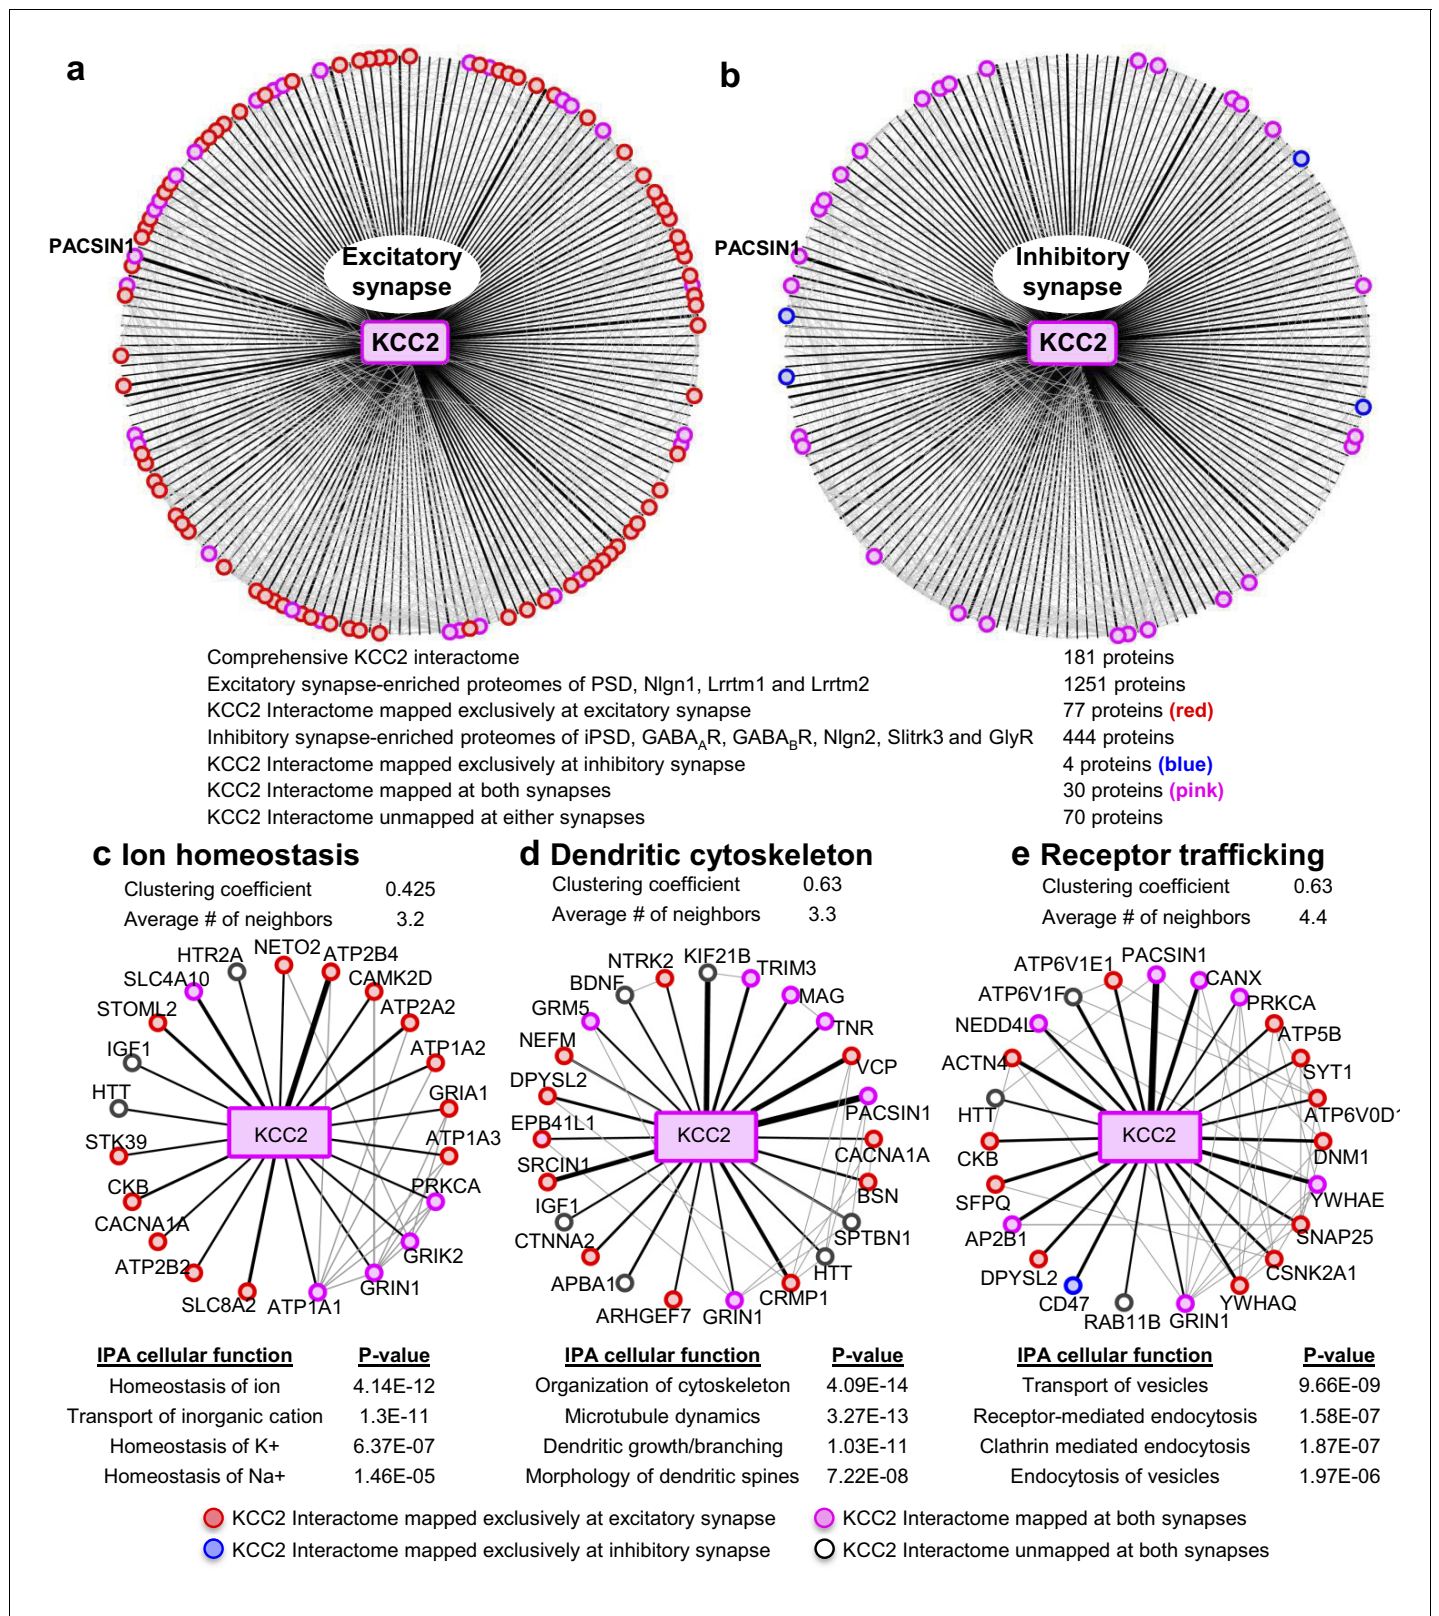 a
b
PACSIN1
Excitatory
synapse
KCC2
PACSIN1
Inhibitory
synapse
KCC2
Comprehensive KCC2 interactome 181 proteins
Excitatory synapse-enriched proteomes of PSD, Nlgn1, Lrrtm1 and Lrrtm2 1251 proteins
KCC2 Interactome mapped exclusively at excitatory synapse 77 proteins (red)
Inhibitory synapse-enriched proteomes of iPSD, GABAAR, GABABR, Nlgn2, Slitrk3 and GlyR 444 proteins
KCC2 Interactome mapped exclusively at inhibitory synapse 4 proteins (blue)
KCC2 Interactome mapped at both synapses 30 proteins (pink)
KCC2 Interactome unmapped at either synapses 70 proteins
c Ion homeostasis
Clustering coefficient 0.425
Average # of neighbors 3.2
NETO2
ATP2B4
HTR2A
CAMK2D
SLC4A10
ATP2A2
STOML2
ATP1A2
IGF1
GRIA1
HTT
ATP1A3
STK39
KCC2
PRKCA
CKB
CACNA1A
GRIK2
ATP2B2
GRIN1
SLC8A2
ATP1A1
d Dendritic cytoskeleton
Clustering coefficient 0.63
Average # of neighbors 3.3
KIF21B
NTRK2
TRIM3
BDNF
MAG
GRM5
TNR
NEFM
VCP
DPYSL2
PACSIN1
EPB41L1
KCC2
CACNA1A
SRCIN1
BSN
IGF1
SPTBN1
CTNNA2
HTT
APBA1
CRMP1
ARHGEF7
GRIN1
e Receptor trafficking
Clustering coefficient 0.63
Average # of neighbors 4.4
PACSIN1
ATP6V1E1
CANX
ATP6V1F
PRKCA
NEDD4L
ATP5B
ACTN4
SYT1
HTT
ATP6V0D1
KCC2
CKB
DNM1
SFPQ
YWHAE
AP2B1
SNAP25
DPYSL2
CSNK2A1
CD47
YWHAQ
RAB11B
GRIN1
IPA cellular function P-value
Homeostasis of ion 4.14E-12
Transport of inorganic cation 1.3E-11
Homeostasis of K+ 6.37E-07
Homeostasis of Na+ 1.46E-05
IPA cellular function P-value
Organization of cytoskeleton 4.09E-14
Microtubule dynamics 3.27E-13
Dendritic growth/branching 1.03E-11
Morphology of dendritic spines 7.22E-08
IPA cellular function P-value
Transport of vesicles 9.66E-09
Receptor-mediated endocytosis 1.58E-07
Clathrin mediated endocytosis 1.87E-07
Endocytosis of vesicles 1.97E-06
KCC2 Interactome mapped exclusively at excitatory synapse
KCC2 Interactome mapped at both synapses
KCC2 Interactome mapped exclusively at inhibitory synapse
KCC2 Interactome unmapped at both synapses